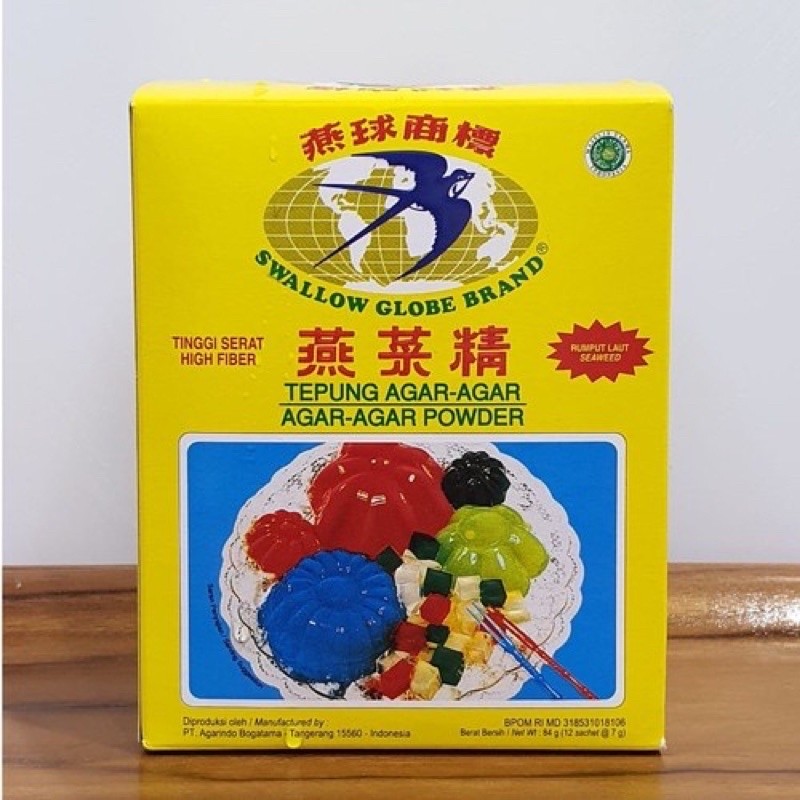 燕球商標
SWALLOW GLOBE BRAND®
TINGGI SERAT
HIGH FIBER
燕菜精
RUMPUT LAUT
SEAWEED
TEPUNG AGAR-AGAR
AGAR-AGAR POWDER
Diproduksi oleh / Manufactured by :
PT. Agarindo Bogatama - Tangerang 15560 - Indonesia
BPOM RI MD 318531018106
Berat Bersih / Net Wt : 84 g (12 sachet @ 7 g)